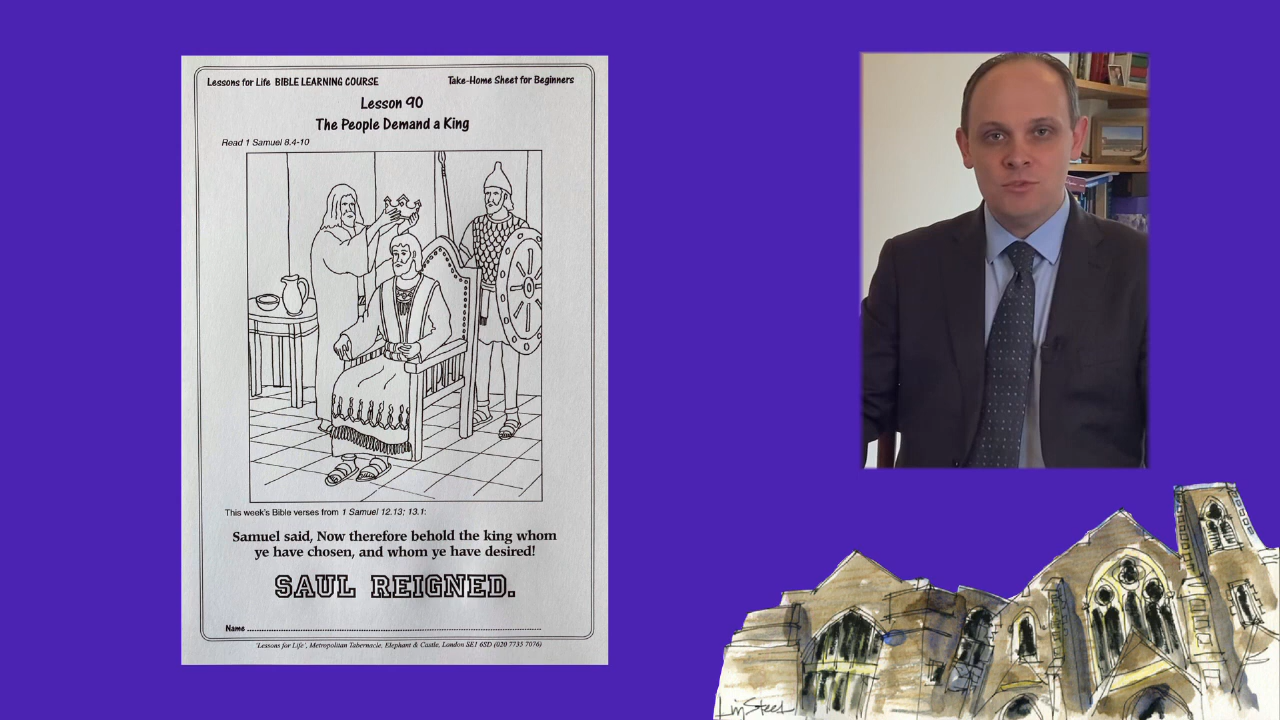 Lessons for Life BIBLE LEARNING COURSE Take-Home Sheet for Beginners
Lesson 90
The People Demand a King
Read 1 Samuel 8.4-10
This week's Bible verses from 1 Samuel 12.13; 13.1:
Samuel said, Now therefore behold the king whom
ye have chosen, and whom ye have desired!
SAUL REIGNED.
Name
'Lessons for Life', Metropolitan Tabernacle, Elephant & Castle, London SE1 6SD (020 7735 7076)